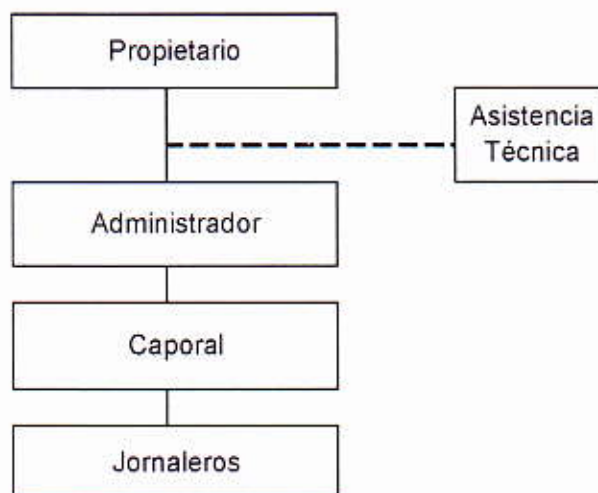 Propietario
Asistencia
Técnica
Administrador
Caporal
Jornaleros